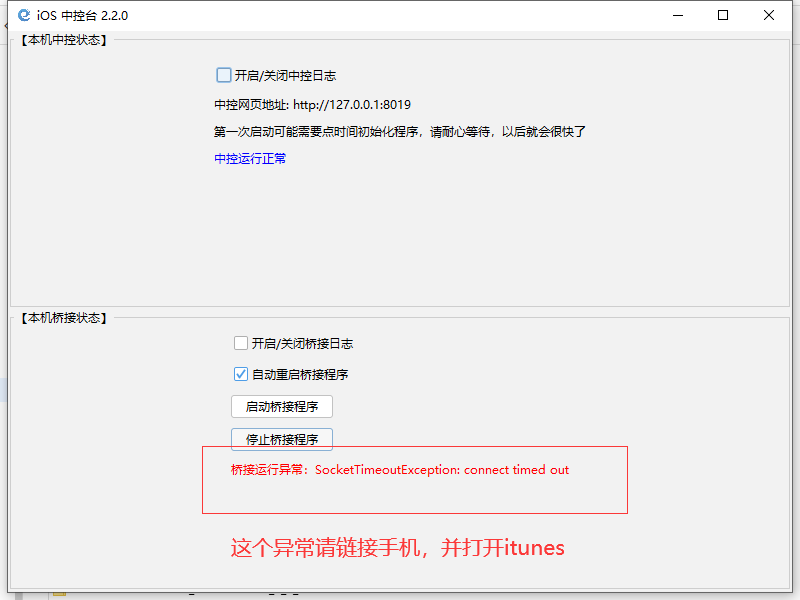 iOS 中控台 2.2.0
【本机中控状态】
开启/关闭中控日志
中控网页地址: http://127.0.0.1:8019
第一次启动可能需要点时间初始化程序，请耐心等待，以后就会很快了
中控运行正常
【本机桥接状态】
开启/关闭桥接日志
自动重启桥接程序
启动桥接程序
停止桥接程序
桥接运行异常：SocketTimeoutException: connect timed out
这个异常请链接手机，并打开itunes